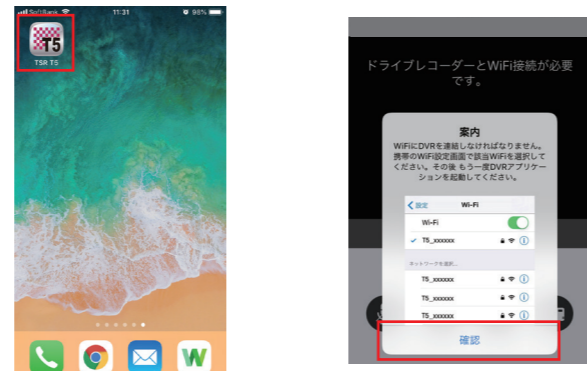 SoftBank 11:31 98%
T5
TSR T5
W
ドライブレコーダーとWiFi接続が必要
です。
案内
WiFiにDVRを連結しなければなりません。
携帯のWiFi設定画面で該当WiFiを選択して
ください。その後 もう一度DVRアプリケー
ションを起動してください。
設定 Wi-Fi
Wi-Fi
T5_xxxxxx
ネットワークを選択...
T5_xxxxxx
T5_xxxxxx
T5_xxxxxx
確認